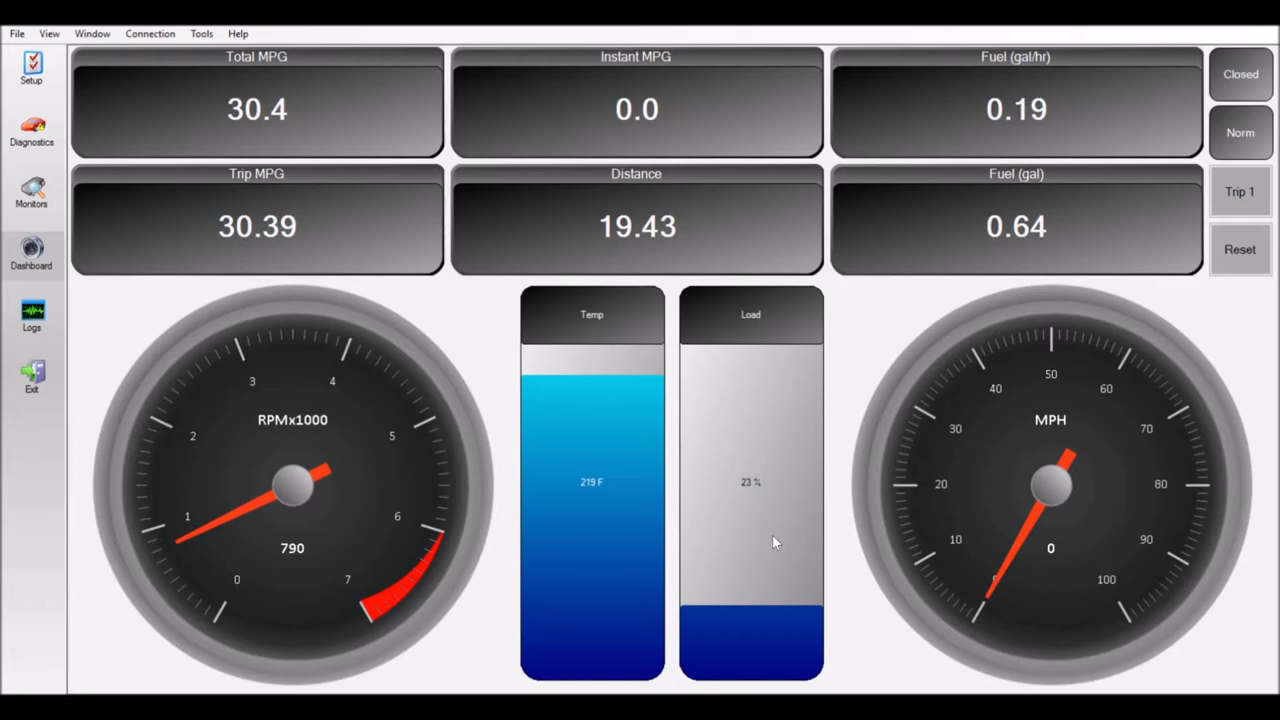 File View Window Connection Tools Help
Setup
Diagnostics
Monitors
Dashboard
Logs
Exit
Total MPG
30.4
Instant MPG
0.0
Fuel (gal/hr)
0.19
Closed
Norm
Trip MPG
30.39
Distance
19.43
Fuel (gal)
0.64
Trip 1
Reset
0
1
2
3
4
5
6
7
RPMx1000
790
Temp
219 F
Load
23 %
0
10
20
30
40
50
60
70
80
90
100
MPH
0